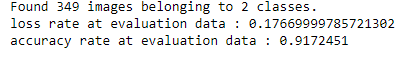 Found 349 images belonging to 2 classes.
loss rate at evaluation data : 0.17669999785721302
accuracy rate at evaluation data : 0.9172451